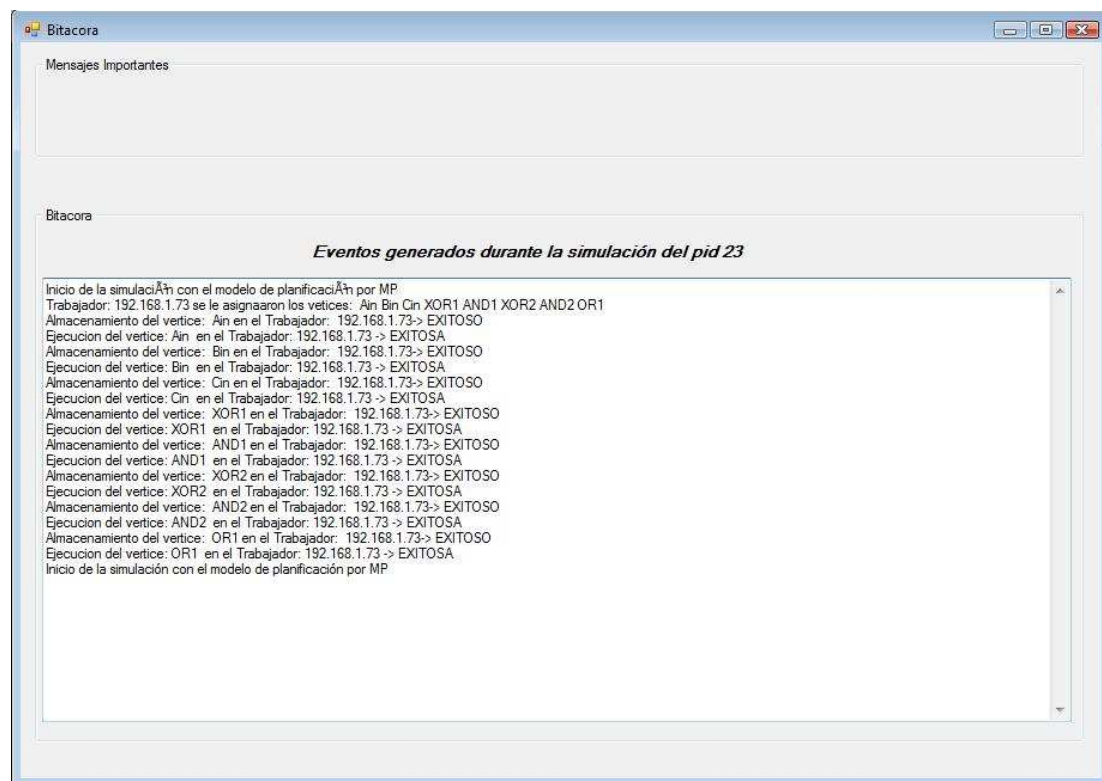 Bitacora
Mensajes Importantes
Bitacora
Eventos generados durante la simulación del pid 23
Inicio de la simulaciÃ³n con el modelo de planificaciÃ³n por MP
Trabajador: 192.168.1.73 se le asignaaron los vetices:  Ain Bin Cin XOR1 AND1 XOR2 AND2 OR1
Almacenamiento del vertice:  Ain en el Trabajador:  192.168.1.73-> EXITOSO
Ejecucion del vertice: Ain  en el Trabajador: 192.168.1.73 -> EXITOSA
Almacenamiento del vertice:  Bin en el Trabajador:  192.168.1.73-> EXITOSO
Ejecucion del vertice: Bin  en el Trabajador: 192.168.1.73 -> EXITOSA
Almacenamiento del vertice:  Cin en el Trabajador:  192.168.1.73-> EXITOSO
Ejecucion del vertice: Cin  en el Trabajador: 192.168.1.73 -> EXITOSA
Almacenamiento del vertice:  XOR1 en el Trabajador:  192.168.1.73-> EXITOSO
Ejecucion del vertice: XOR1  en el Trabajador: 192.168.1.73 -> EXITOSA
Almacenamiento del vertice:  AND1 en el Trabajador:  192.168.1.73-> EXITOSO
Ejecucion del vertice: AND1  en el Trabajador: 192.168.1.73 -> EXITOSA
Almacenamiento del vertice:  XOR2 en el Trabajador:  192.168.1.73-> EXITOSO
Ejecucion del vertice: XOR2  en el Trabajador: 192.168.1.73 -> EXITOSA
Almacenamiento del vertice:  AND2 en el Trabajador:  192.168.1.73-> EXITOSO
Ejecucion del vertice: AND2  en el Trabajador: 192.168.1.73 -> EXITOSA
Almacenamiento del vertice:  OR1 en el Trabajador:  192.168.1.73-> EXITOSO
Ejecucion del vertice: OR1  en el Trabajador: 192.168.1.73 -> EXITOSA
Inicio de la simulación con el modelo de planificación por MP